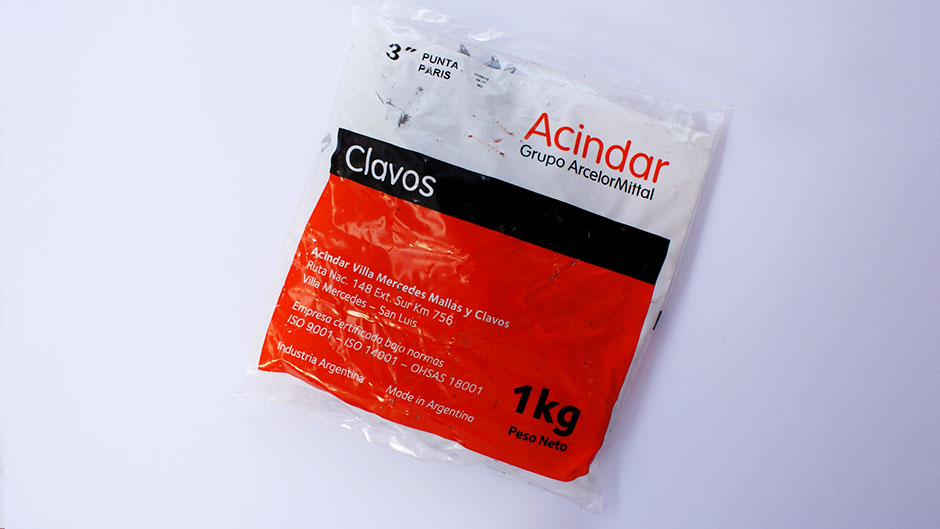 3" PUNTA
PARIS
Acindar
Grupo ArcelorMittal
Clavos
Acindar Villa Mercedes Mallas y Clavos
Ruta Nac. 148 Ext. Sur Km 756
Villa Mercedes – San Luis
Empresa certificada bajo normas
ISO 9001 – ISO 14001 – OHSAS 18001
Industria Argentina Made in Argentina
1kg
Peso Neto